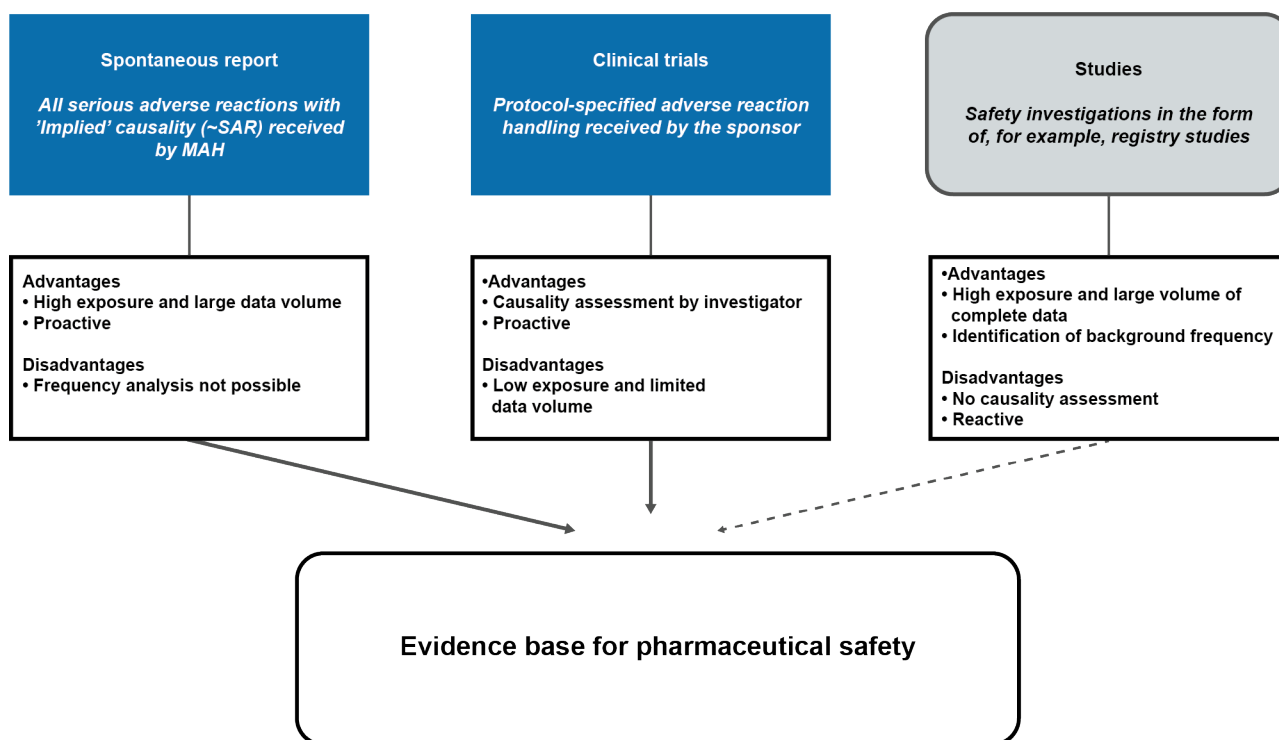 Spontaneous report
All serious adverse reactions with
’Implied’ causality (~SAR) received
by MAH
Clinical trials
Protocol-specified adverse reaction
handling received by the sponsor
Studies
Safety investigations in the form
of, for example, registry studies
Advantages
• High exposure and large data volume
• Proactive
Disadvantages
• Frequency analysis not possible
•Advantages
• Causality assessment by investigator
• Proactive
Disadvantages
• Low exposure and limited
data volume
•Advantages
• High exposure and large volume of
complete data
• Identification of background frequency
Disadvantages
• No causality assessment
• Reactive
Evidence base for pharmaceutical safety